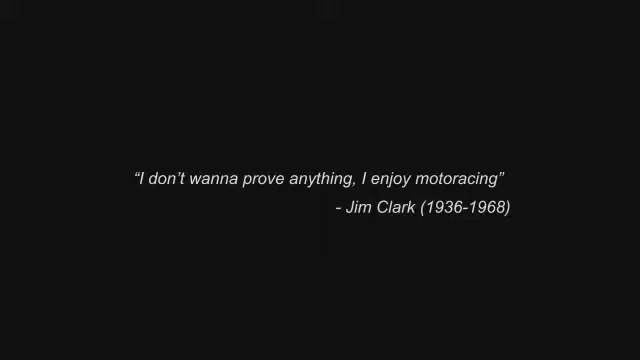 “I don’t wanna prove anything, I enjoy motoracing”
- Jim Clark (1936-1968)